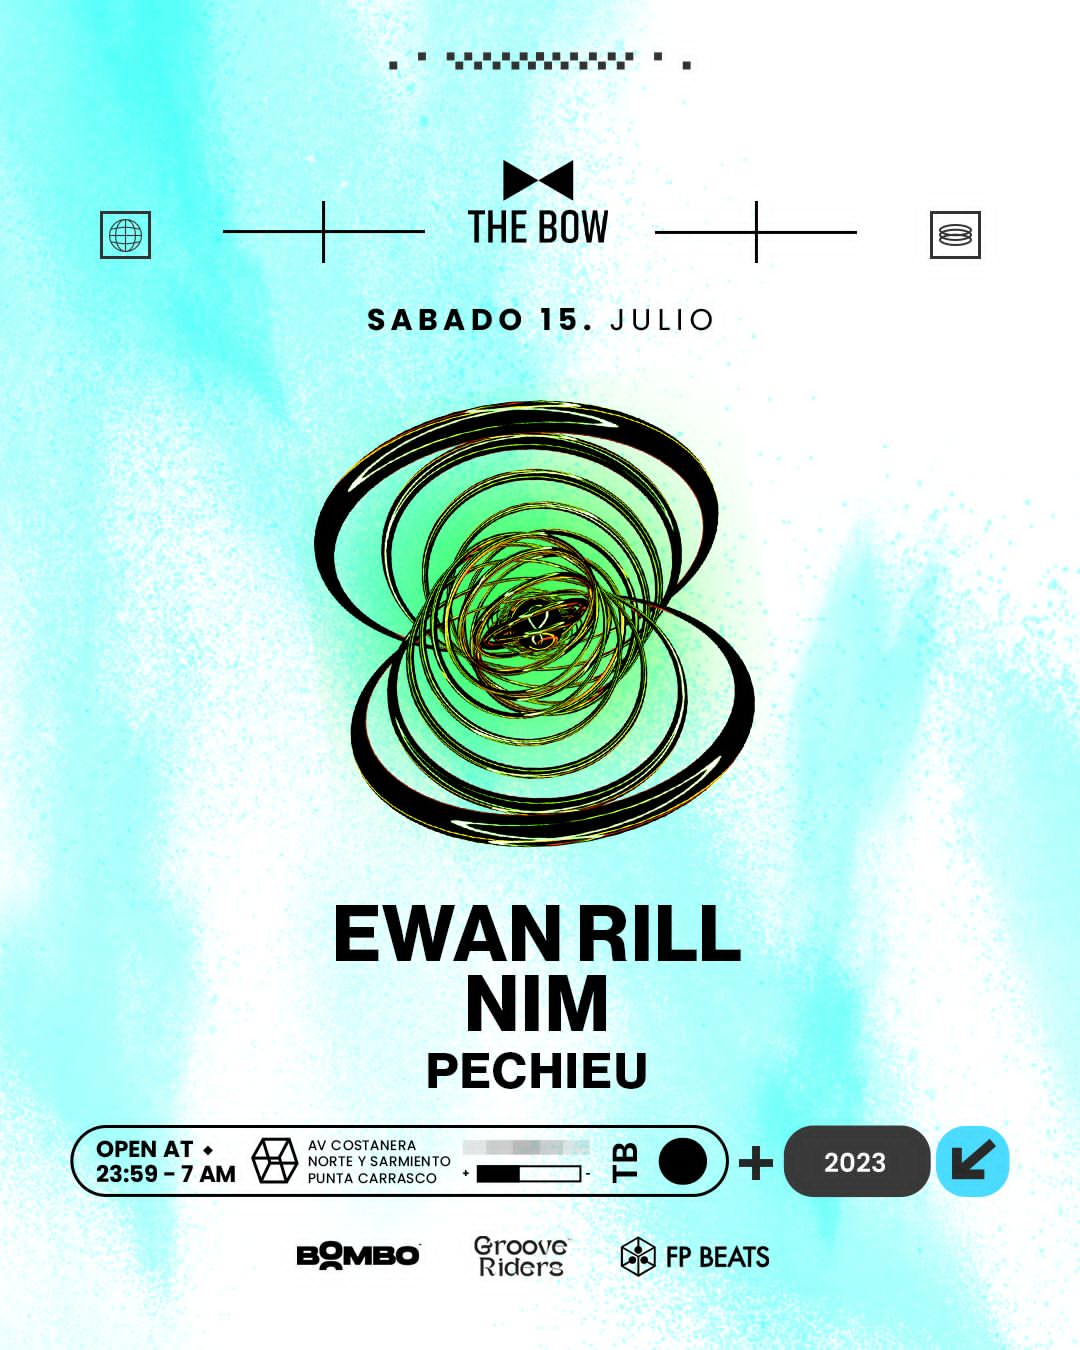 THE BOW
SABADO 15. JULIO
EWAN RILL
NIM
PECHIEU
OPEN AT ◆
23:59 - 7 AM
AV COSTANERA
NORTE Y SARMIENTO
PUNTA CARRASCO
+ -
TB
+
2023
BOMBO
Groove
Riders
FP BEATS